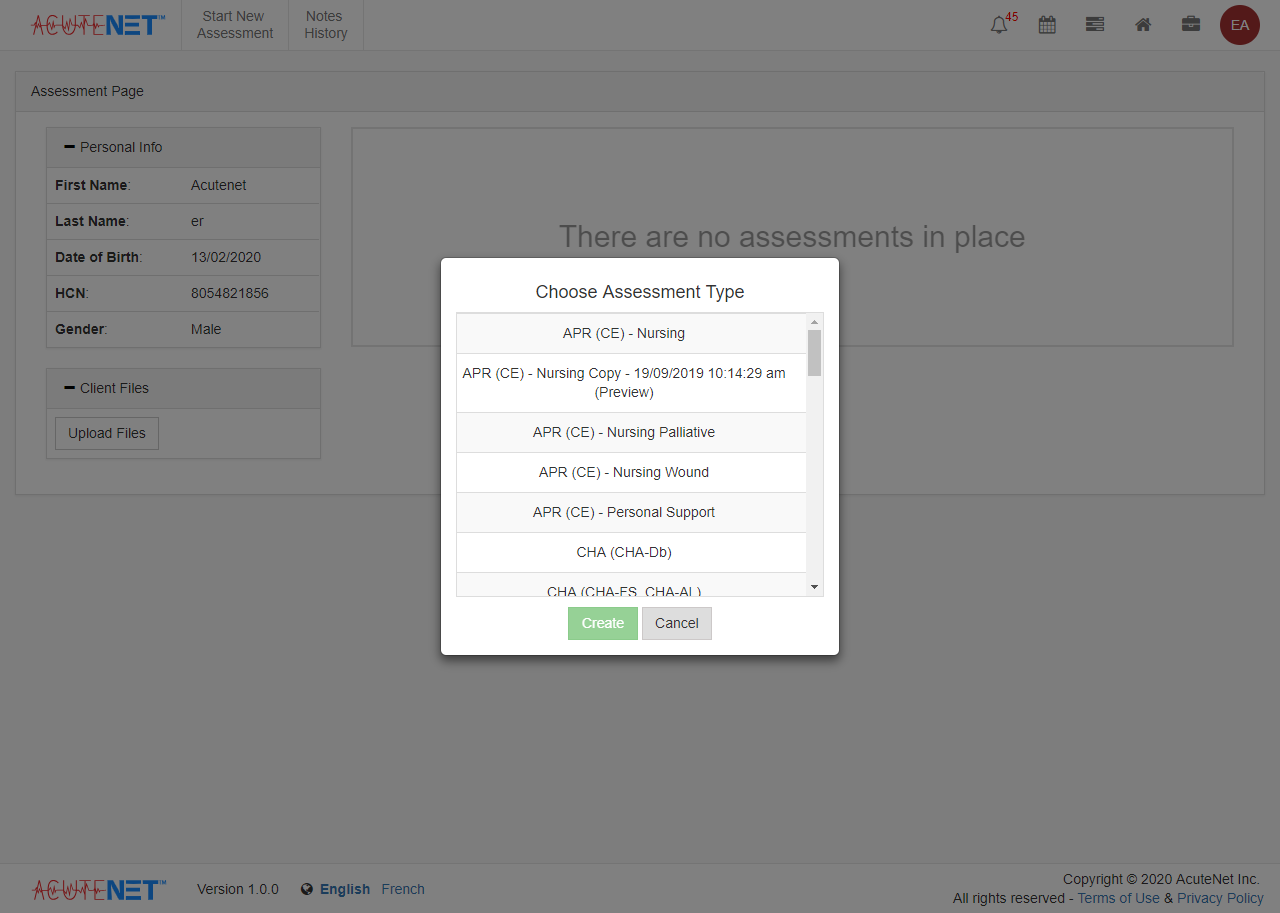 ACUTENET™
Start New
Assessment
Notes
History
45
EA
Assessment Page
Personal Info
First Name: Acutenet
Last Name: er
Date of Birth: 13/02/2020
HCN: 8054821856
Gender: Male
Client Files
Upload Files
There are no assessments in place
Choose Assessment Type
APR (CE) - Nursing
APR (CE) - Nursing Copy - 19/09/2019 10:14:29 am
(Preview)
APR (CE) - Nursing Palliative
APR (CE) - Nursing Wound
APR (CE) - Personal Support
CHA (CHA-Db)
CHA (CHA-FS, CHA-AL)
Create
Cancel
ACUTENET™
Version 1.0.0
English
French
Copyright © 2020 AcuteNet Inc.
All rights reserved - Terms of Use & Privacy Policy